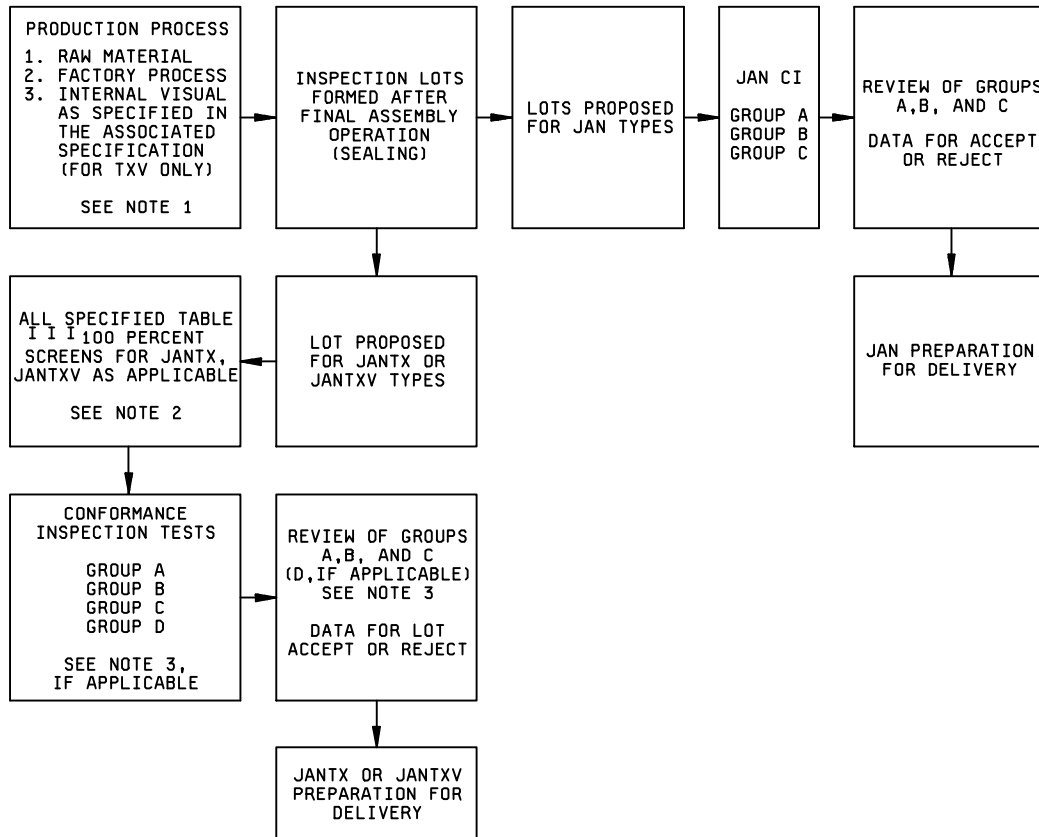 PRODUCTION PROCESS
1. RAW MATERIAL
2. FACTORY PROCESS
3. INTERNAL VISUAL
AS SPECIFIED IN
THE ASSOCIATED
SPECIFICATION
(FOR TXV ONLY)
SEE NOTE 1
INSPECTION LOTS
FORMED AFTER
FINAL ASSEMBLY
OPERATION
(SEALING)
LOTS PROPOSED
FOR JAN TYPES
JAN CI
GROUP A
GROUP B
GROUP C
REVIEW OF GROUPS
A,B, AND C
DATA FOR ACCEPT
OR REJECT
ALL SPECIFIED TABLE
III 100 PERCENT
SCREENS FOR JANTX,
JANTXV AS APPLICABLE
SEE NOTE 2
LOT PROPOSED
FOR JANTX OR
JANTXV TYPES
JAN PREPARATION
FOR DELIVERY
CONFORMANCE
INSPECTION TESTS
GROUP A
GROUP B
GROUP C
GROUP D
SEE NOTE 3,
IF APPLICABLE
REVIEW OF GROUPS
A,B, AND C
(D,IF APPLICABLE)
SEE NOTE 3
DATA FOR LOT
ACCEPT OR REJECT
JANTX OR JANTXV
PREPARATION FOR
DELIVERY